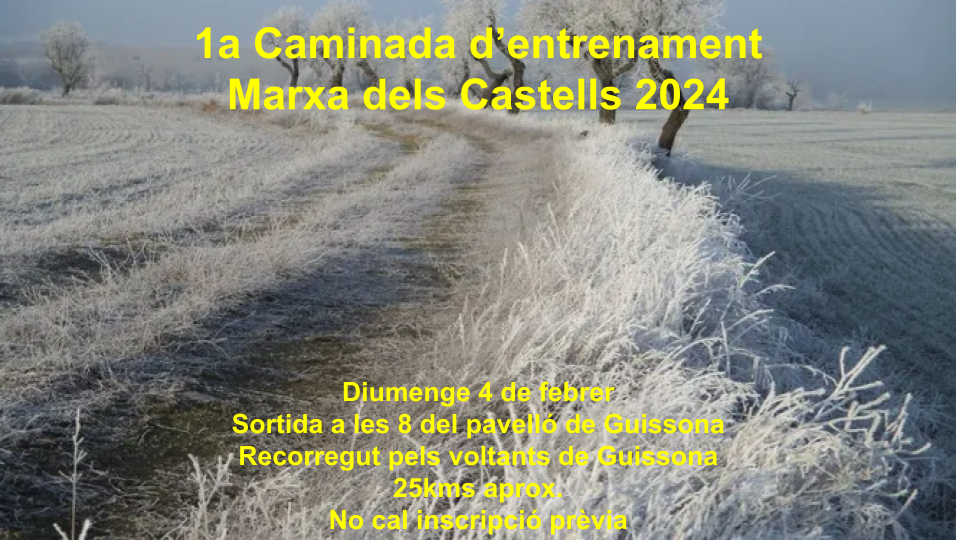 1a Caminada d’entrenament
Marxa dels Castells 2024
Diumenge 4 de febrer
Sortida a les 8 del pavelló de Guissona
Recorregut pels voltants de Guissona
25kms aprox.
No cal inscripció prèvia